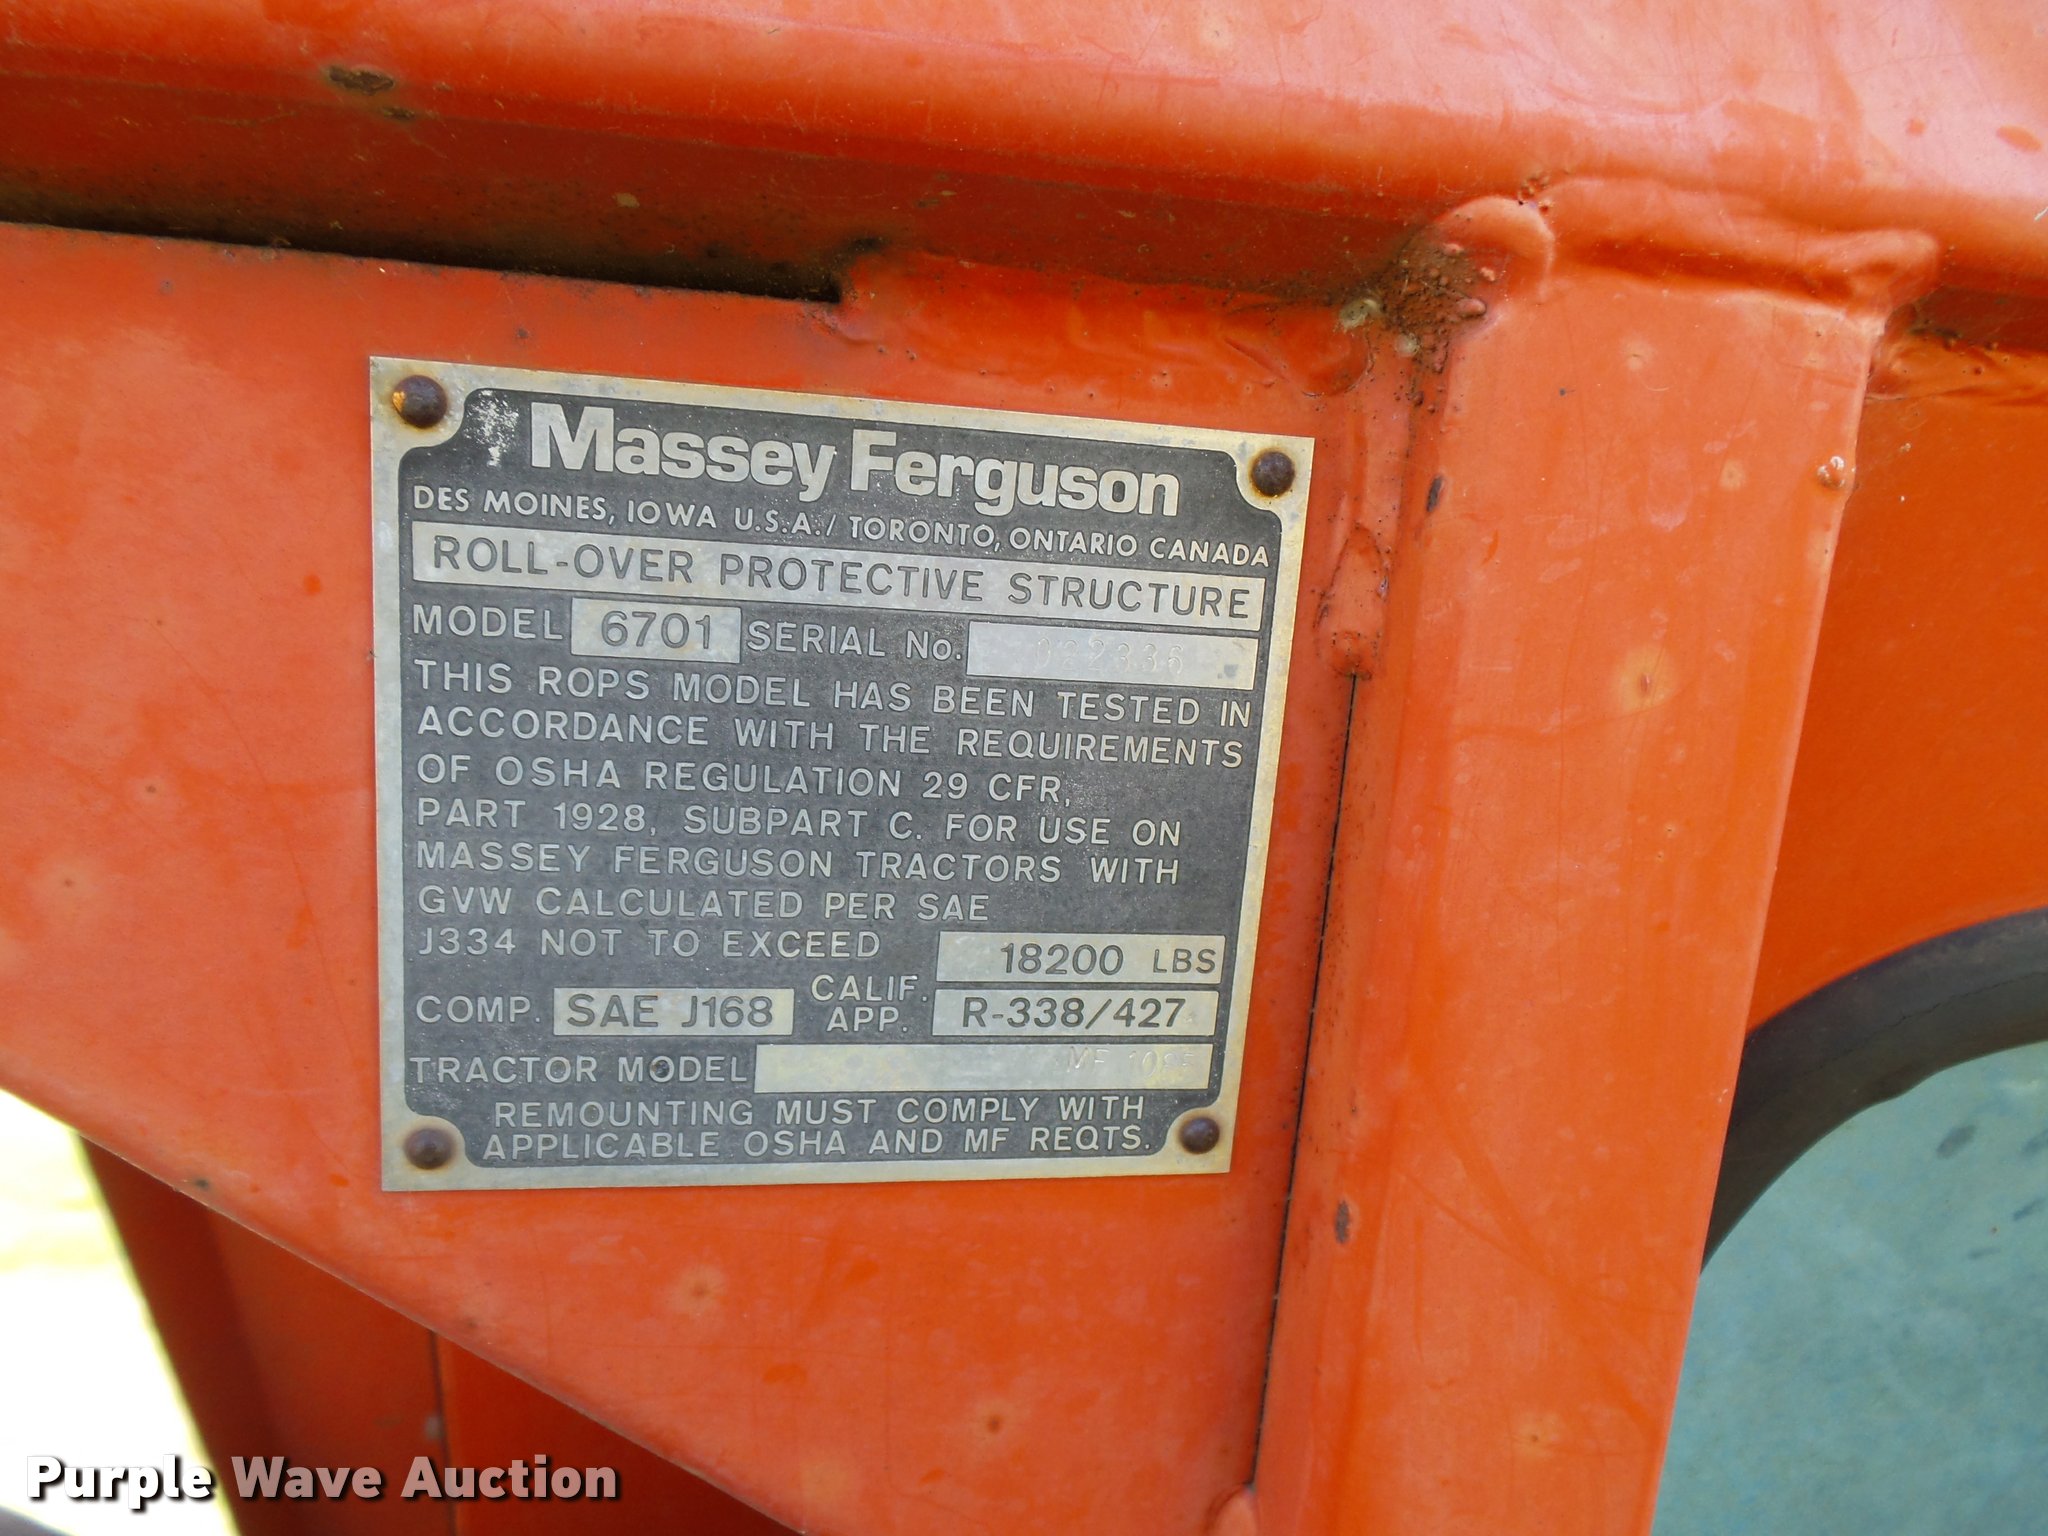 Massey Ferguson
DES MOINES, IOWA U.S.A. / TORONTO, ONTARIO CANADA
ROLL-OVER PROTECTIVE STRUCTURE
MODEL 6701 SERIAL No. 022336
THIS ROPS MODEL HAS BEEN TESTED IN
ACCORDANCE WITH THE REQUIREMENTS
OF OSHA REGULATION 29 CFR,
PART 1928, SUBPART C. FOR USE ON
MASSEY FERGUSON TRACTORS WITH
GVW CALCULATED PER SAE
J334 NOT TO EXCEED 18200 LBS
COMP. SAE J168 CALIF. APP. R-338/427
TRACTOR MODEL MF 1085
REMOUNTING MUST COMPLY WITH
APPLICABLE OSHA AND MF REQTS.
Purple Wave Auction